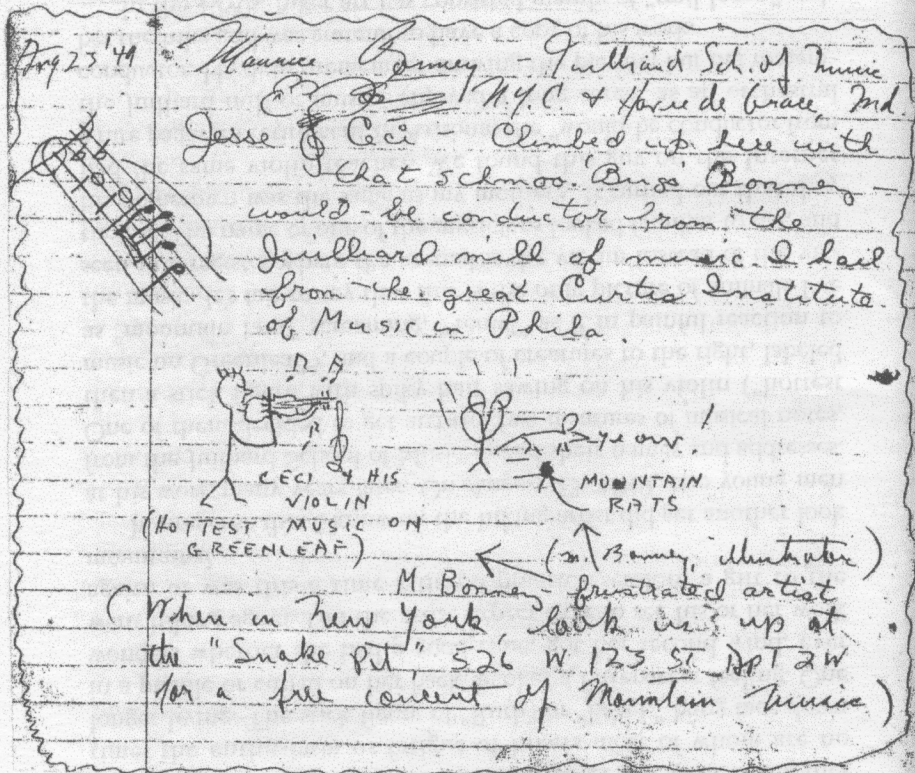 Aug 23 '49 Maurice Bonney Juilliard Sch. of Music
N.Y.C & Havre de Grace, Md
Jesse Ceci Climbed up here with
that schmoo Buss Bonney
would be conductor from the
Juilliard mill of music. I hail
from the great Curtis Institute
of Music in Phila.
CECI & HIS
VIOLIN
(HOTTEST MUSIC ON
GREENLEAF)
yeow
MOUNTAIN
RATS
(M. Bonney, illustrator)
M. Bonney, frustrated artist
(When in New York look us up at
the "Snake Pit" 526 W 123 ST Apt 2W
for a free concert of Mountain Music)